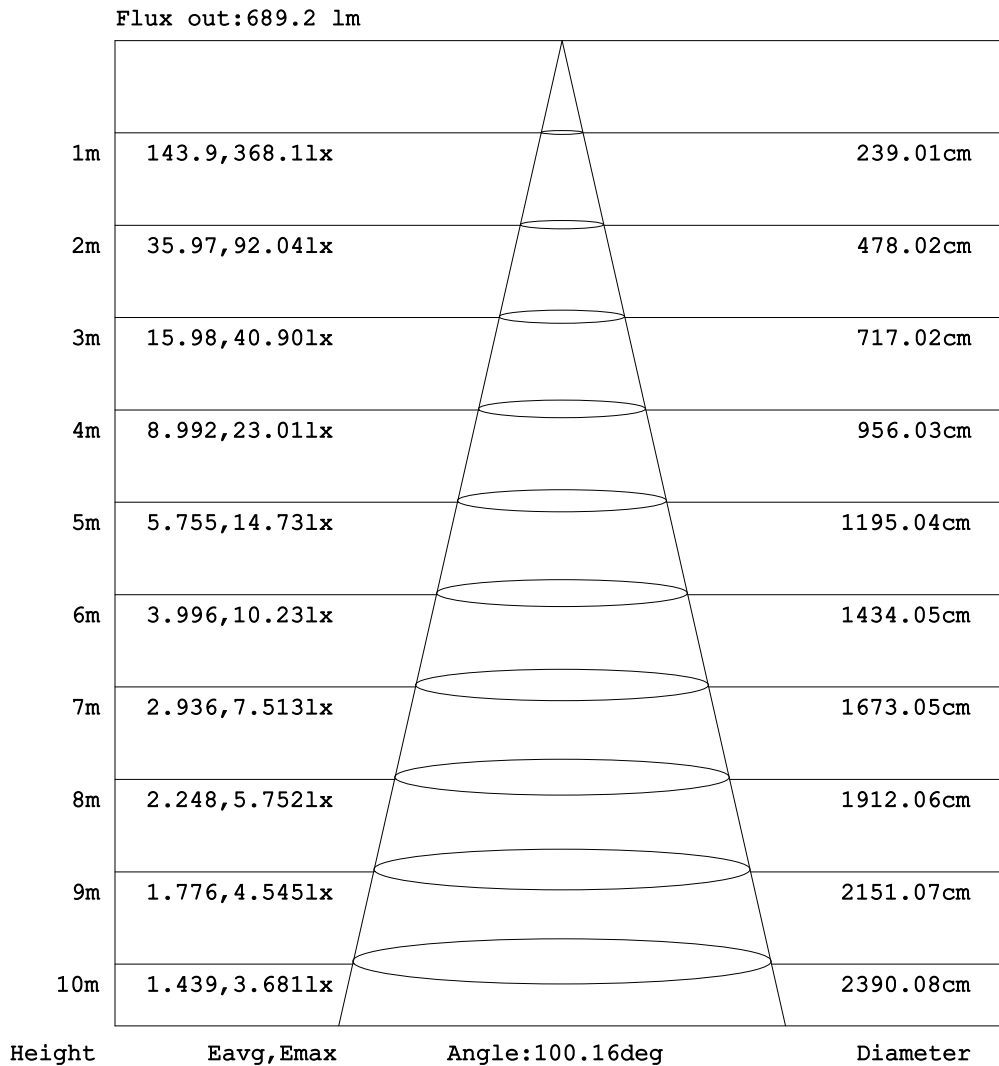 Flux out:689.2 lm
1m 143.9,368.1lx 239.01cm
2m 35.97,92.04lx 478.02cm
3m 15.98,40.90lx 717.02cm
4m 8.992,23.01lx 956.03cm
5m 5.755,14.73lx 1195.04cm
6m 3.996,10.23lx 1434.05cm
7m 2.936,7.513lx 1673.05cm
8m 2.248,5.752lx 1912.06cm
9m 1.776,4.545lx 2151.07cm
10m 1.439,3.681lx 2390.08cm
Height Eavg,Emax Angle:100.16deg Diameter